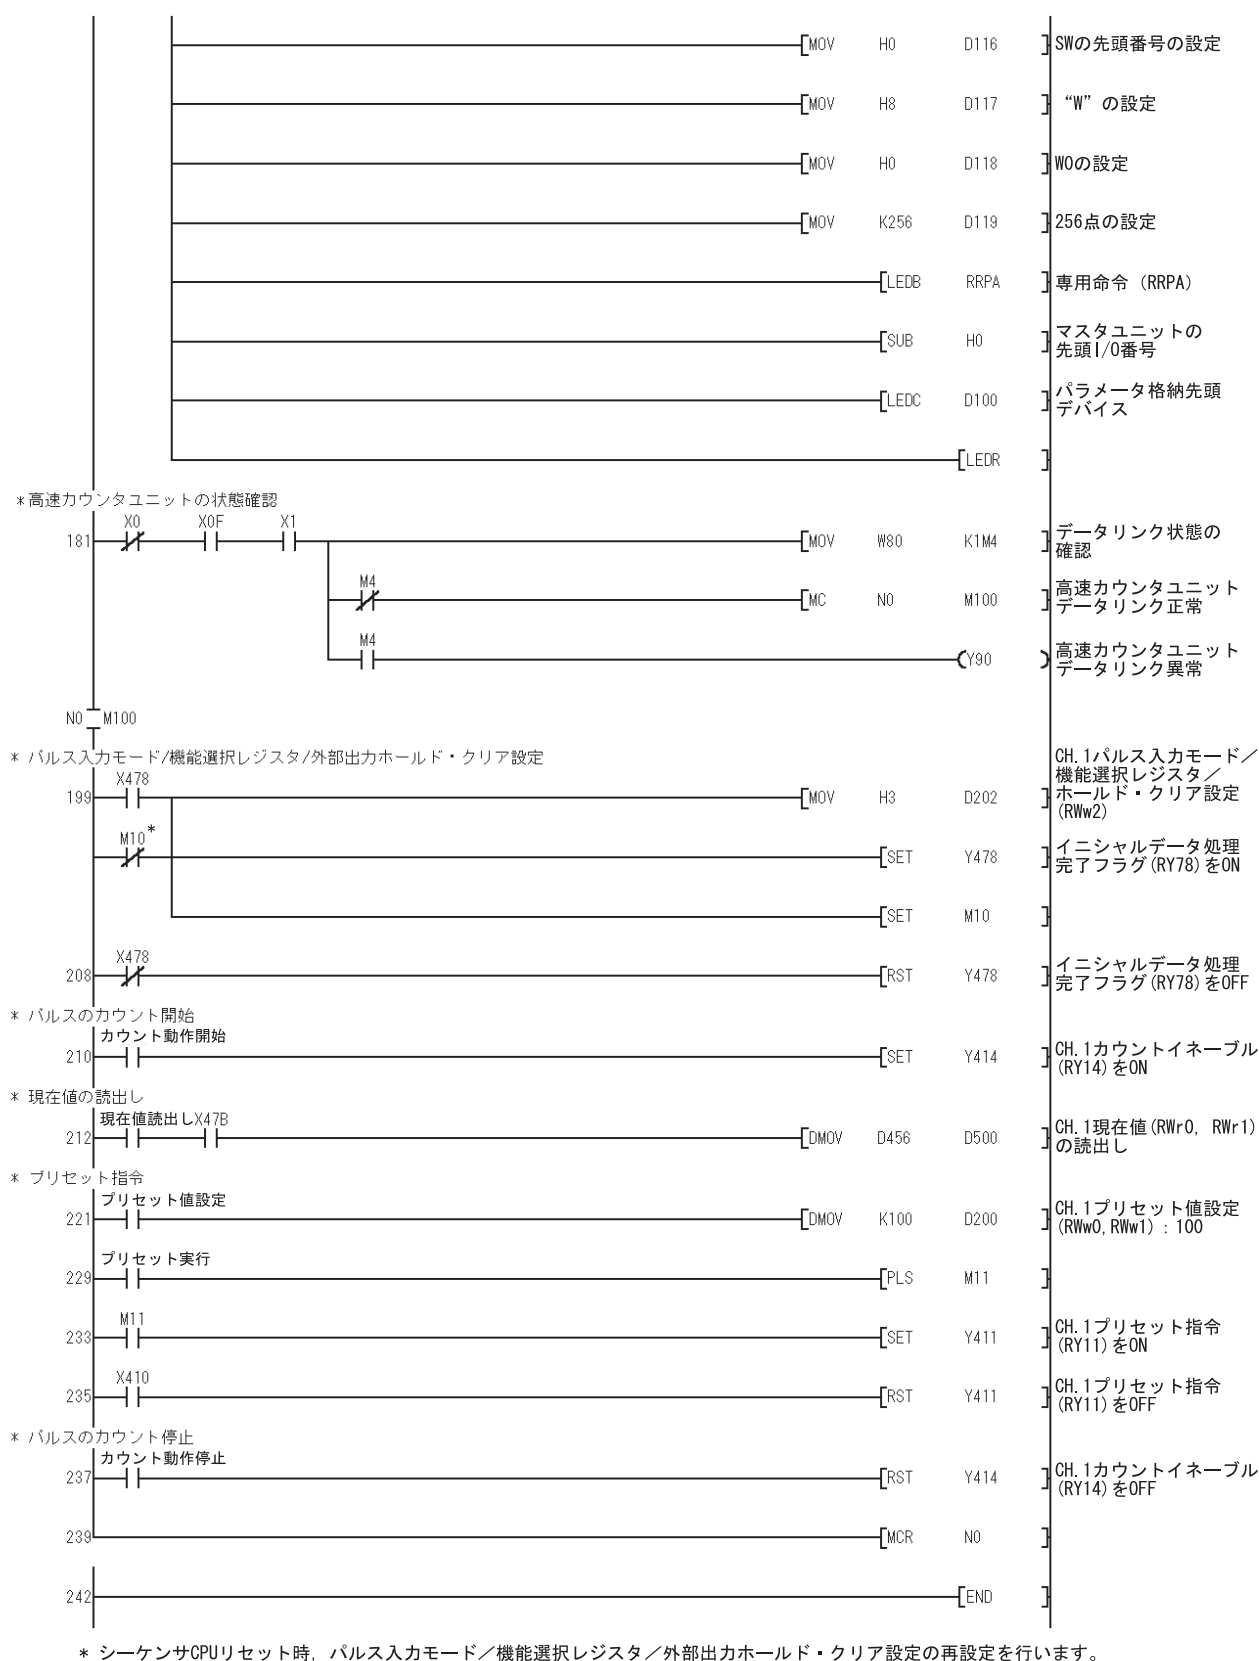 MOV H0 D116 SWの先頭番号の設定
MOV H8 D117 “W”の設定
MOV H0 D118 W0の設定
MOV K256 D119 256点の設定
LEDB RRPA 専用命令(RRPA)
SUB H0 マスタユニットの
先頭I/O番号
LEDC D100 パラメータ格納先頭
デバイス
LEDR
*高速カウンタユニットの状態確認
X0 X0F X1
181 MOV W80 K1M4 データリンク状態の
確認
M4
MC N0 M100 高速カウンタユニット
データリンク正常
M4
Y90 高速カウンタユニット
データリンク異常
N0 M100
* パルス入力モード/機能選択レジスタ/外部出力ホールド・クリア設定
X478
199 MOV H3 D202 CH.1パルス入力モード/
機能選択レジスタ/
ホールド・クリア設定
(RWw2)
M10*
SET Y478 イニシャルデータ処理
完了フラグ(RY78)をON
SET M10
X478
208 RST Y478 イニシャルデータ処理
完了フラグ(RY78)をOFF
* パルスのカウント開始
カウント動作開始
210 SET Y414 CH.1カウントイネーブル
(RY14)をON
* 現在値の読出し
現在値読出し X47B
212 DMOV D456 D500 CH.1現在値(RWr0, RWr1)
の読出し
* プリセット指令
プリセット値設定
221 DMOV K100 D200 CH.1プリセット値設定
(RWw0,RWw1):100
プリセット実行
229 PLS M11
M11
233 SET Y411 CH.1プリセット指令
(RY11)をON
X410
235 RST Y411 CH.1プリセット指令
(RY11)をOFF
* パルスのカウント停止
カウント動作停止
237 RST Y414 CH.1カウントイネーブル
(RY14)をOFF
239 MCR N0
242 END
* シーケンサCPUリセット時,パルス入力モード/機能選択レジスタ/外部出力ホールド・クリア設定の再設定を行います。